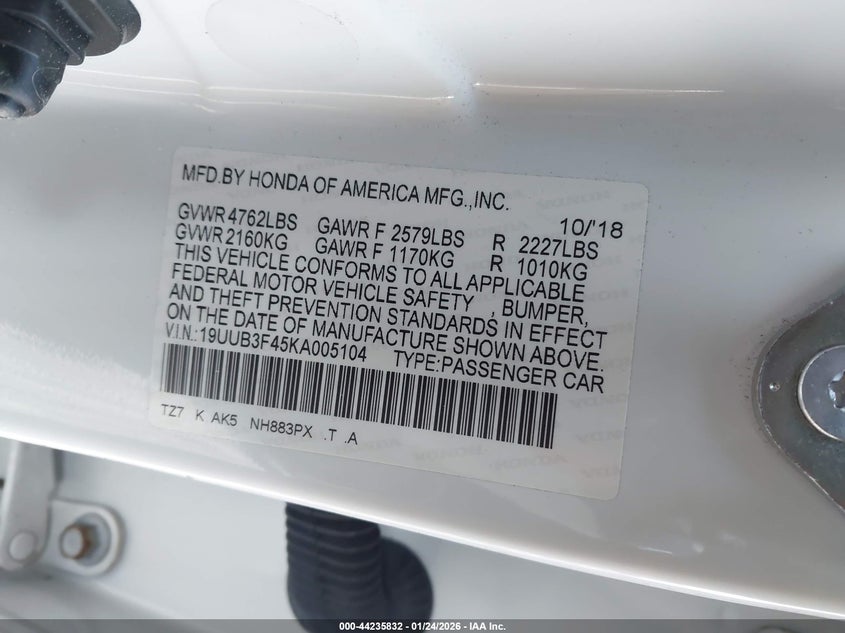 MFD.BY HONDA OF AMERICA MFG.,INC.
10/'18
GVWR 4762LBS GAWR F 2579LBS R 2227LBS
GVWR 2160KG GAWR F 1170KG R 1010KG
THIS VEHICLE CONFORMS TO ALL APPLICABLE
FEDERAL MOTOR VEHICLE SAFETY , BUMPER,
AND THEFT PREVENTION STANDARDS IN EFFECT
ON THE DATE OF MANUFACTURE SHOWN ABOVE.
V.I.N.:19UUB3F45KA005104 TYPE:PASSENGER CAR
TZ7 K AK5 NH883PX .T .A
000-44235832 | 01/24/2026 | IAA Inc.